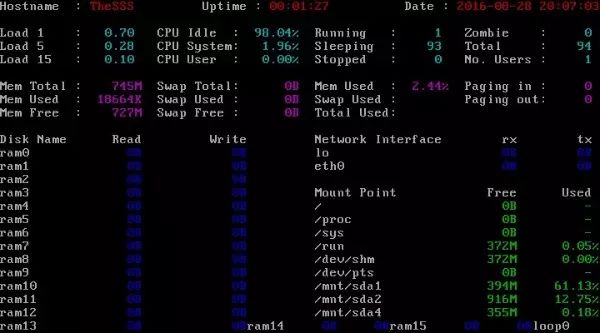 Hostname : TheSSS Uptime : 00:01:27 Date : 2016-08-28 20:07:03
Load 1 : 0.70 CPU Idle : 98.04% Running : 1 Zombie : 0
Load 5 : 0.28 CPU System: 1.96% Sleeping : 93 Total : 94
Load 15 : 0.10 CPU User : 0.00% Stopped : 0 No. Users : 1
Mem Total : 745M Swap Total : 0B Mem Used : 2.44% Paging in : 0
Mem Used : 18664K Swap Used : 0B Swap Used : Paging out: 0
Mem Free : 727M Swap Free : 0B Total Used:
Disk Name Read Write Network Interface rx tx
ram0 0B 0B lo 0B 0B
ram1 0B 0B eth0 0B 0B
ram2 0B 0B
ram3 0B 0B Mount Point Free Used
ram4 0B 0B / 0B -
ram5 0B 0B /proc 0B -
ram6 0B 0B /sys 0B -
ram7 0B 0B /run 372M 0.05%
ram8 0B 0B /dev/shm 372M 0.00%
ram9 0B 0B /dev/pts 0B -
ram10 0B 0B /mnt/sda1 394M 61.13%
ram11 0B 0B /mnt/sda2 916M 12.75%
ram12 0B 0B /mnt/sda4 355M 0.18%
ram13 0B 0Bram14 0B 0Bram15 0B 0Bloop0